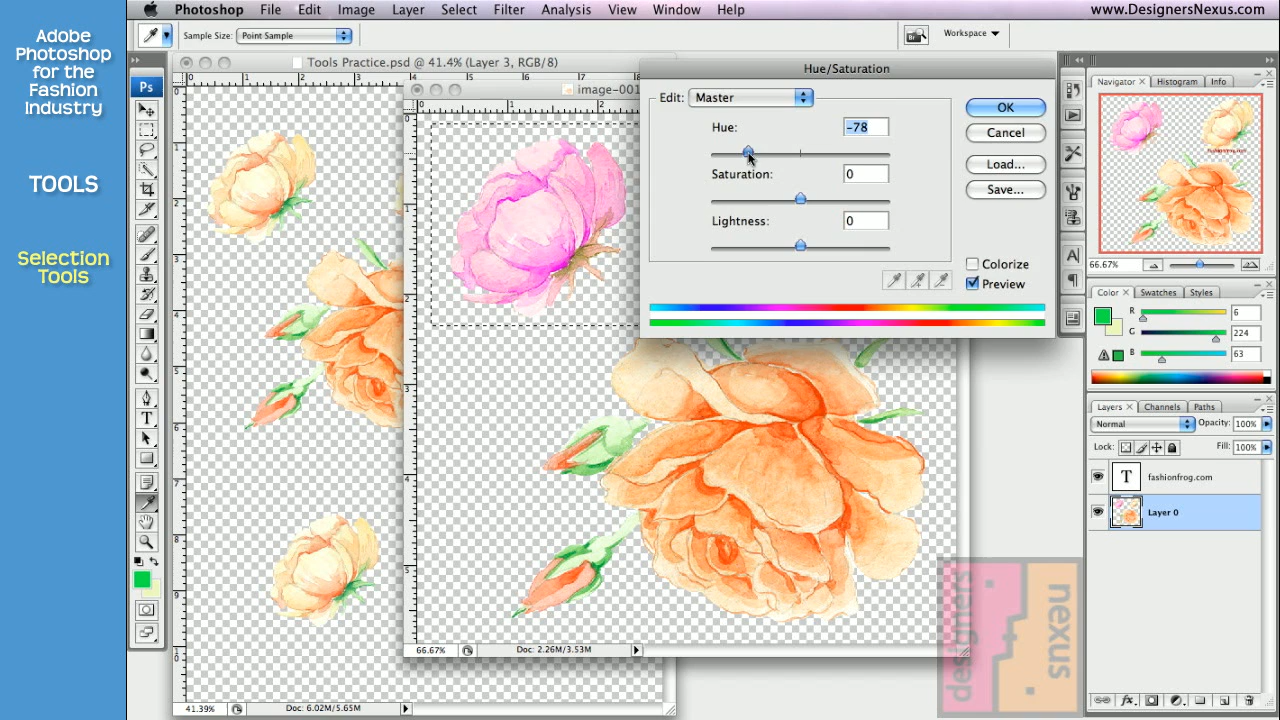 Photoshop File Edit Image Layer Select Filter Analysis View Window Help www.DesignersNexus.com
Adobe
Photoshop
for the
Fashion
Industry
TOOLS
Selection
Tools
Sample Size: Point Sample
Workspace
Tools Practice.psd @ 41.4% (Layer 3, RGB/8)
image-001
Ps
Hue/Saturation
Edit: Master
Hue: -78
Saturation: 0
Lightness: 0
OK
Cancel
Load...
Save...
Colorize
Preview
Navigator × Histogram Info
66.67%
Color × Swatches Styles
R 6
G 224
B 63
Layers × Channels Paths
Normal Opacity: 100%
Lock: Fill: 100%
T fashionfrog.com
Layer 0
66.67% Doc: 2.26M/3.53M
41.39% Doc: 6.02M/5.65M
designers
nexus